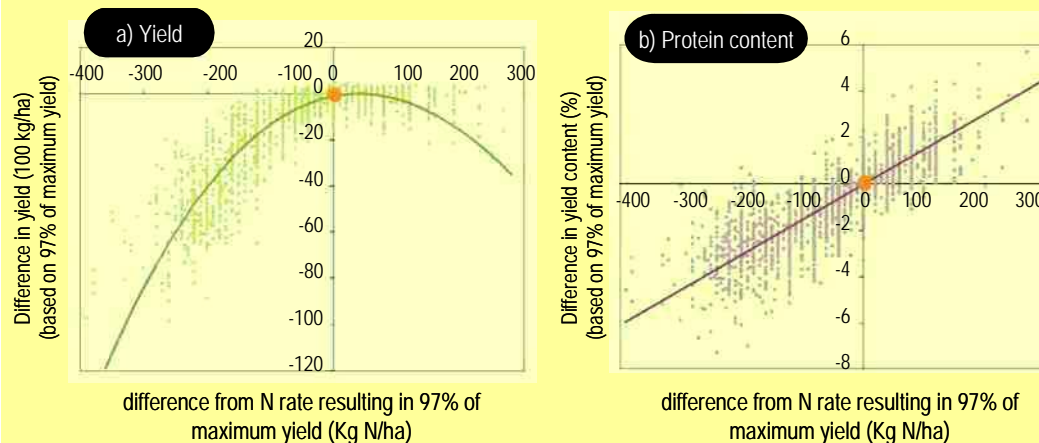 a) Yield
20
-400 -300 -200 -100 0 100 200 300
0
-20
-40
-60
-80
-100
-120
Difference in yield (100 kg/ha)
(based on 97% of maximum yield)
difference from N rate resulting in 97% of
maximum yield (Kg N/ha)
b) Protein content
6
4
2
0
-400 -300 -200 -100 0 100 200 300
-2
-4
-6
-8
Difference in yield content (%)
(based on 97% of maximum yield)
difference from N rate resulting in 97% of
maximum yield (Kg N/ha)